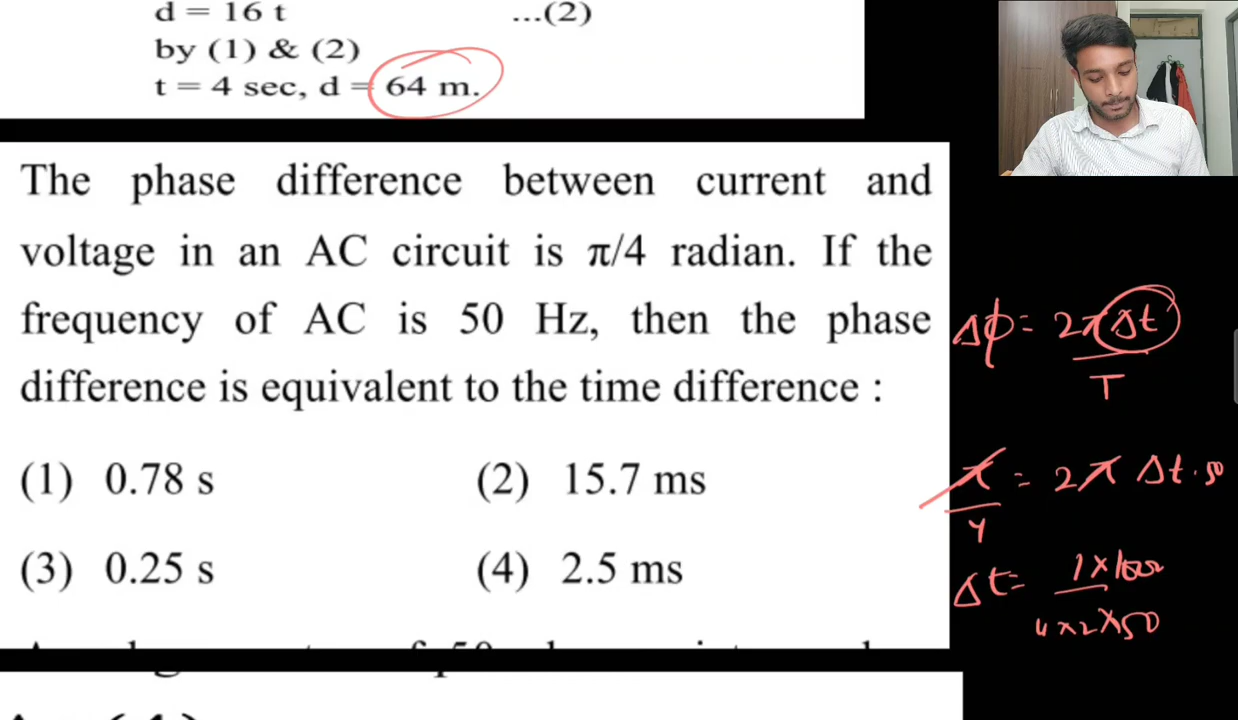 d = 16 t ...(2)
by (1) & (2)
t = 4 sec, d = 64 m.
The phase difference between current and
voltage in an AC circuit is π/4 radian. If the
frequency of AC is 50 Hz, then the phase
difference is equivalent to the time difference :
(1) 0.78 s (2) 15.7 ms
(3) 0.25 s (4) 2.5 ms
Δϕ = 2π Δt
T
π = 2π Δt · 50
4
Δt =
4×2×50